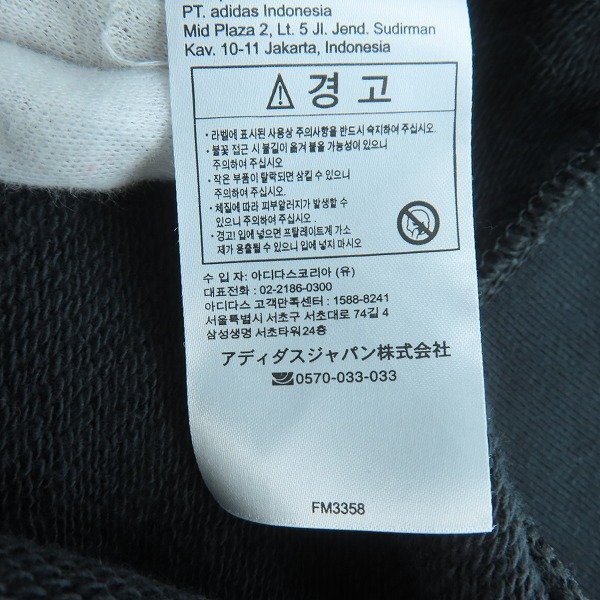 PT. adidas Indonesia
Mid Plaza 2, Lt. 5 Jl. Jend. Sudirman
Kav. 10-11 Jakarta, Indonesia
경 고
• 라벨에 표시된 사용상 주의사항을 반드시 숙지하여 주십시오.
• 불꽃 접근 시 불길이 옮겨 붙을 가능성이 있으니
주의하여 주십시오
• 작은 부품이 탈락되면 삼킬 수 있으니
주의하여 주십시오.
• 체질에 따라 피부알러지가 발생할 수
있으니 주의하여 주십시오
• 경고! 입에 넣으면 프탈레이트계 가소
제가 용출될 수 있으니 입에 넣지 마시오
수 입 자 : 아디다스코리아 (유)
대표전화 : 02-2186-0300
아디다스 고객만족센터 : 1588-8241
서울특별시 서초구 서초대로 74길 4
삼성생명 서초타워24층
アディダスジャパン株式会社
0570-033-033
FM3358